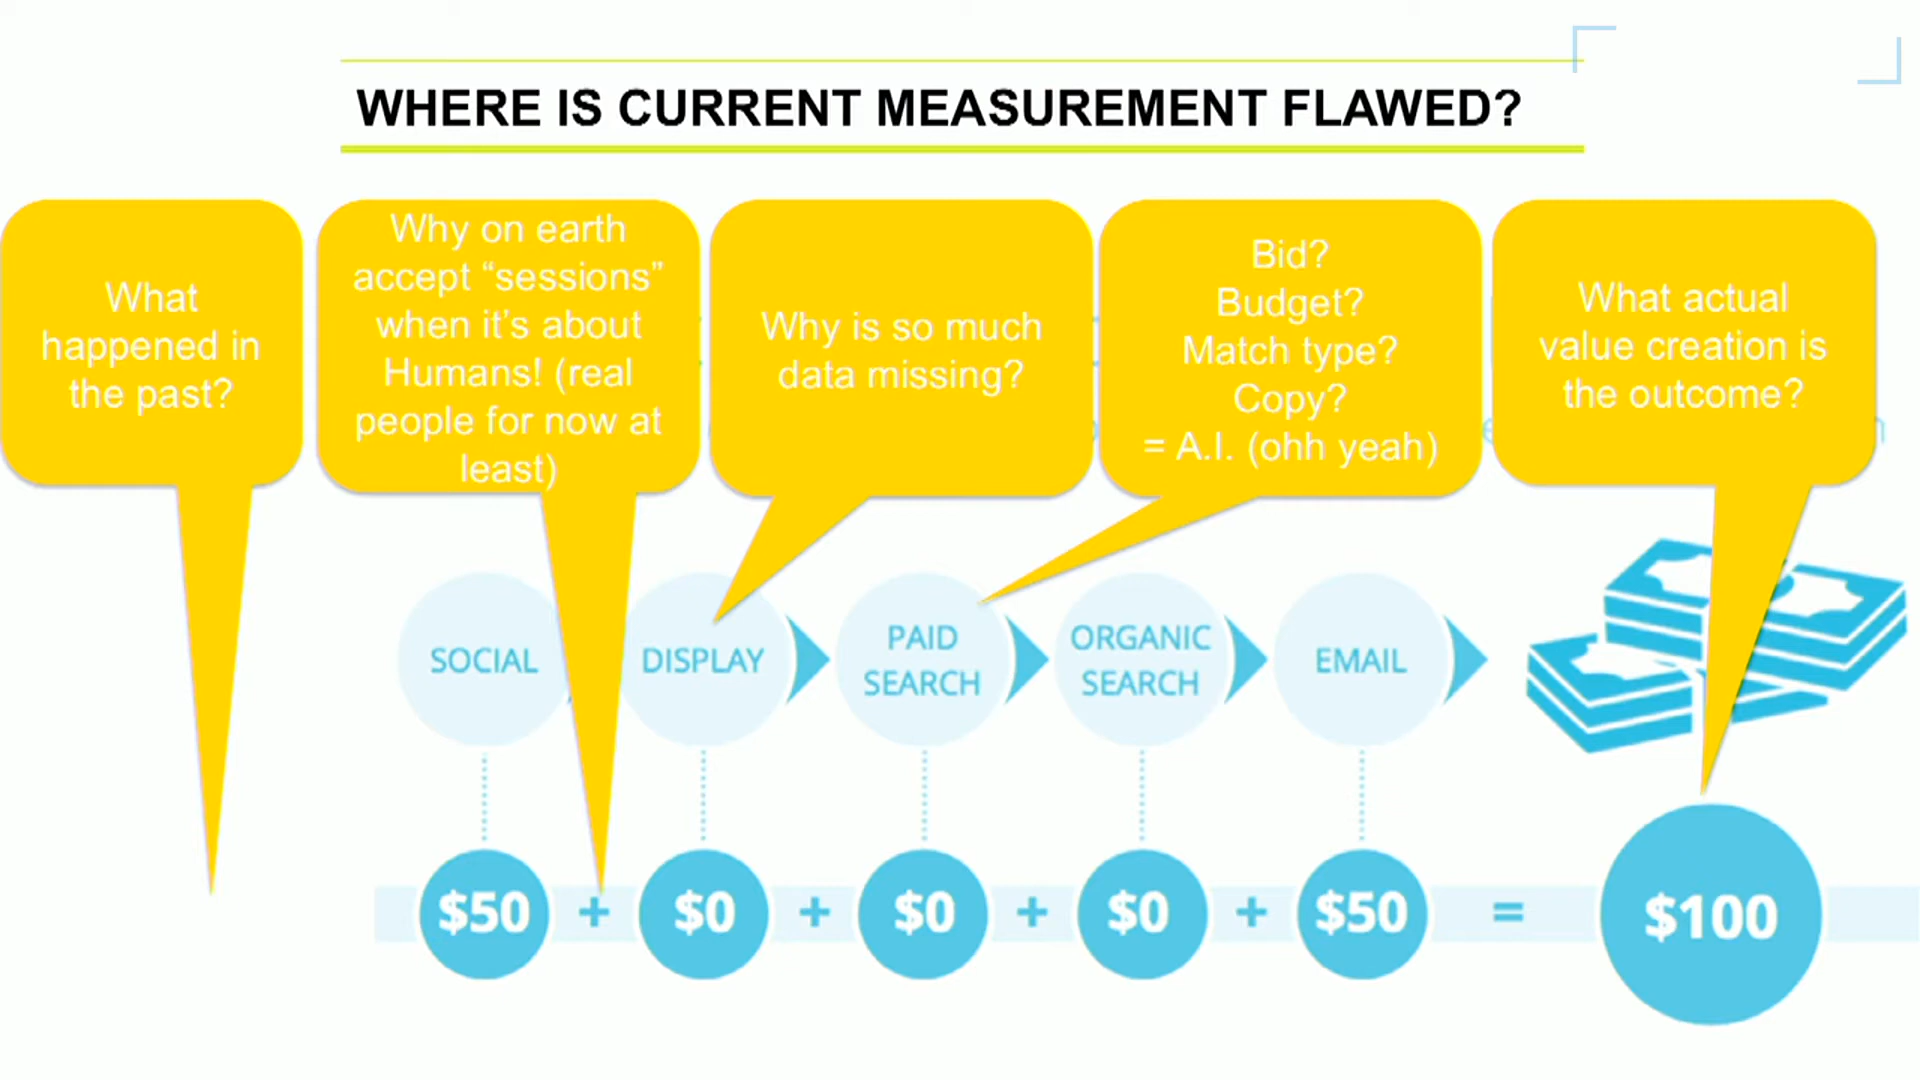 WHERE IS CURRENT MEASUREMENT FLAWED?
What
happened in
the past?
Why on earth
accept “sessions”
when it’s about
Humans! (real
people for now at
least)
Why is so much
data missing?
Bid?
Budget?
Match type?
Copy?
= A.I. (ohh yeah)
What actual
value creation is
the outcome?
SOCIAL
DISPLAY
PAID
SEARCH
ORGANIC
SEARCH
EMAIL
$50 + $0 + $0 + $0 + $50 = $100